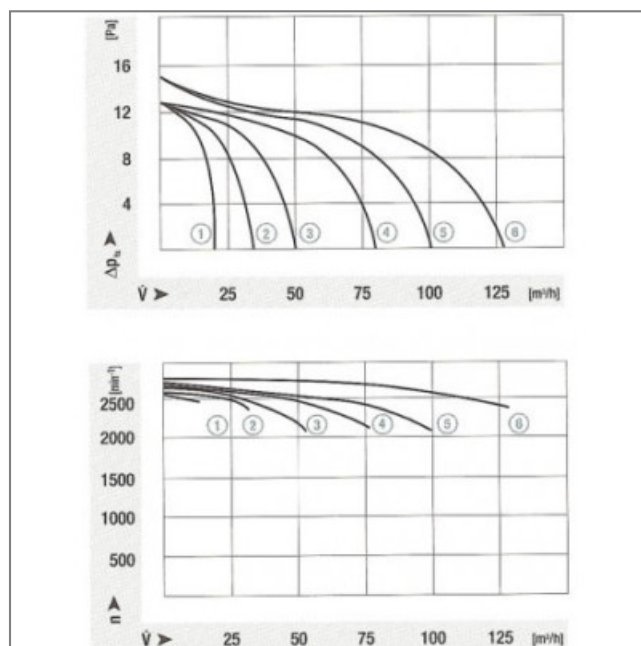 [Pa]
16
12
8
4
Δp
① ② ③ ④ ⑤ ⑥
V̇ ➤ 25 50 75 100 125 [m³/h]
[min⁻¹]
2500
2000
1500
1000
500
① ② ③ ④ ⑤ ⑥
n
V̇ ➤ 25 50 75 100 125 [m³/h]